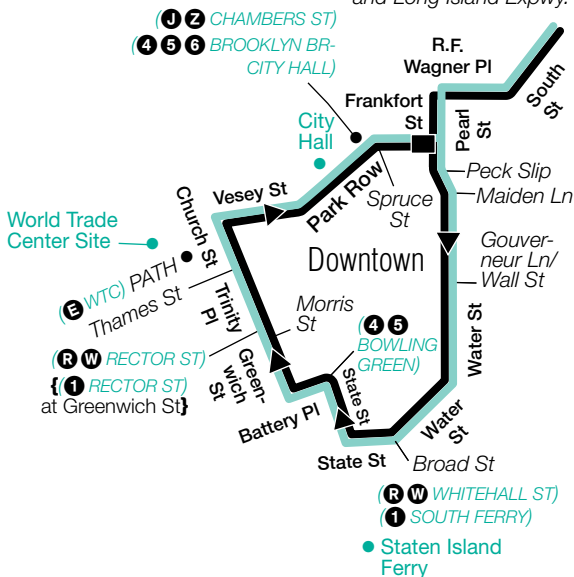 and Long Island Expwy.
(J Z CHAMBERS ST)
(4 5 6 BROOKLYN BR-
CITY HALL)
R.F.
Wagner Pl
South
St
Frankfort
St
Pearl
St
City
Hall
Peck Slip
Maiden Ln
Vesey St
Park Row
Spruce
St
Church St
World Trade
Center Site
Downtown
Gouver-
neur Ln/
Wall St
(E WTC) PATH
Thames St
Trinity
Pl
Morris
St
(4 5
BOWLING
GREEN)
Water St
(R W RECTOR ST)
{(1 RECTOR ST)
at Greenwich St}
Green-
wich
St
Battery Pl
State St
Water
St
State St
Broad St
(R W WHITEHALL ST)
(1 SOUTH FERRY)
Staten Island
Ferry